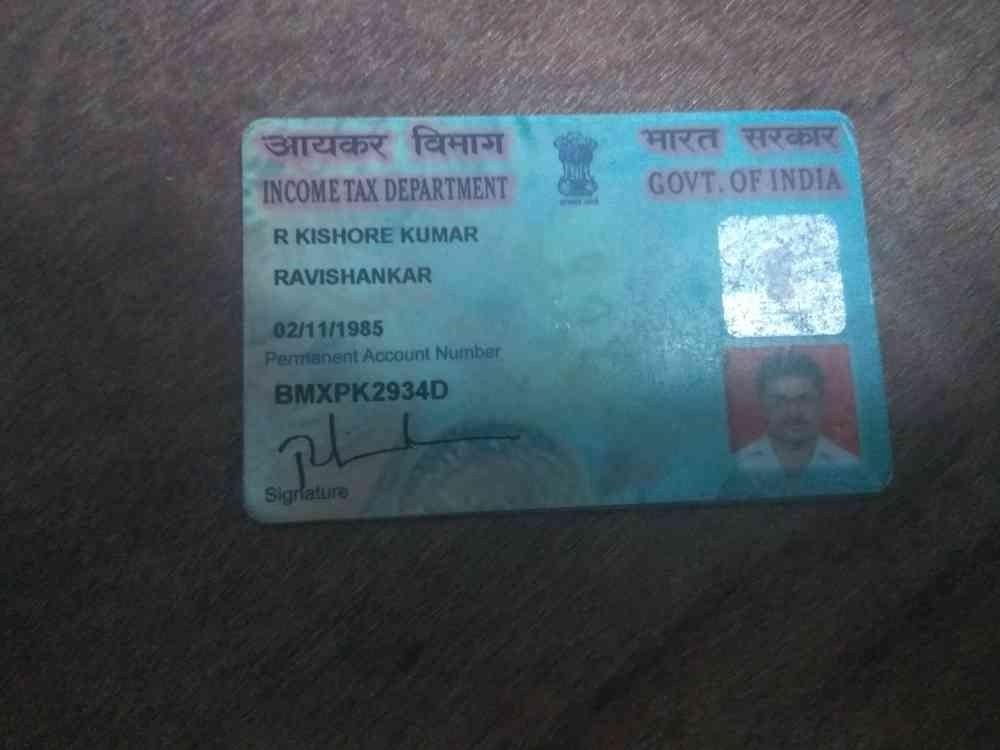 आयकर विभाग
भारत सरकार
INCOME TAX DEPARTMENT
GOVT. OF INDIA
R KISHORE KUMAR
RAVISHANKAR
02/11/1985
Permanent Account Number
BMXPK2934D
Signature